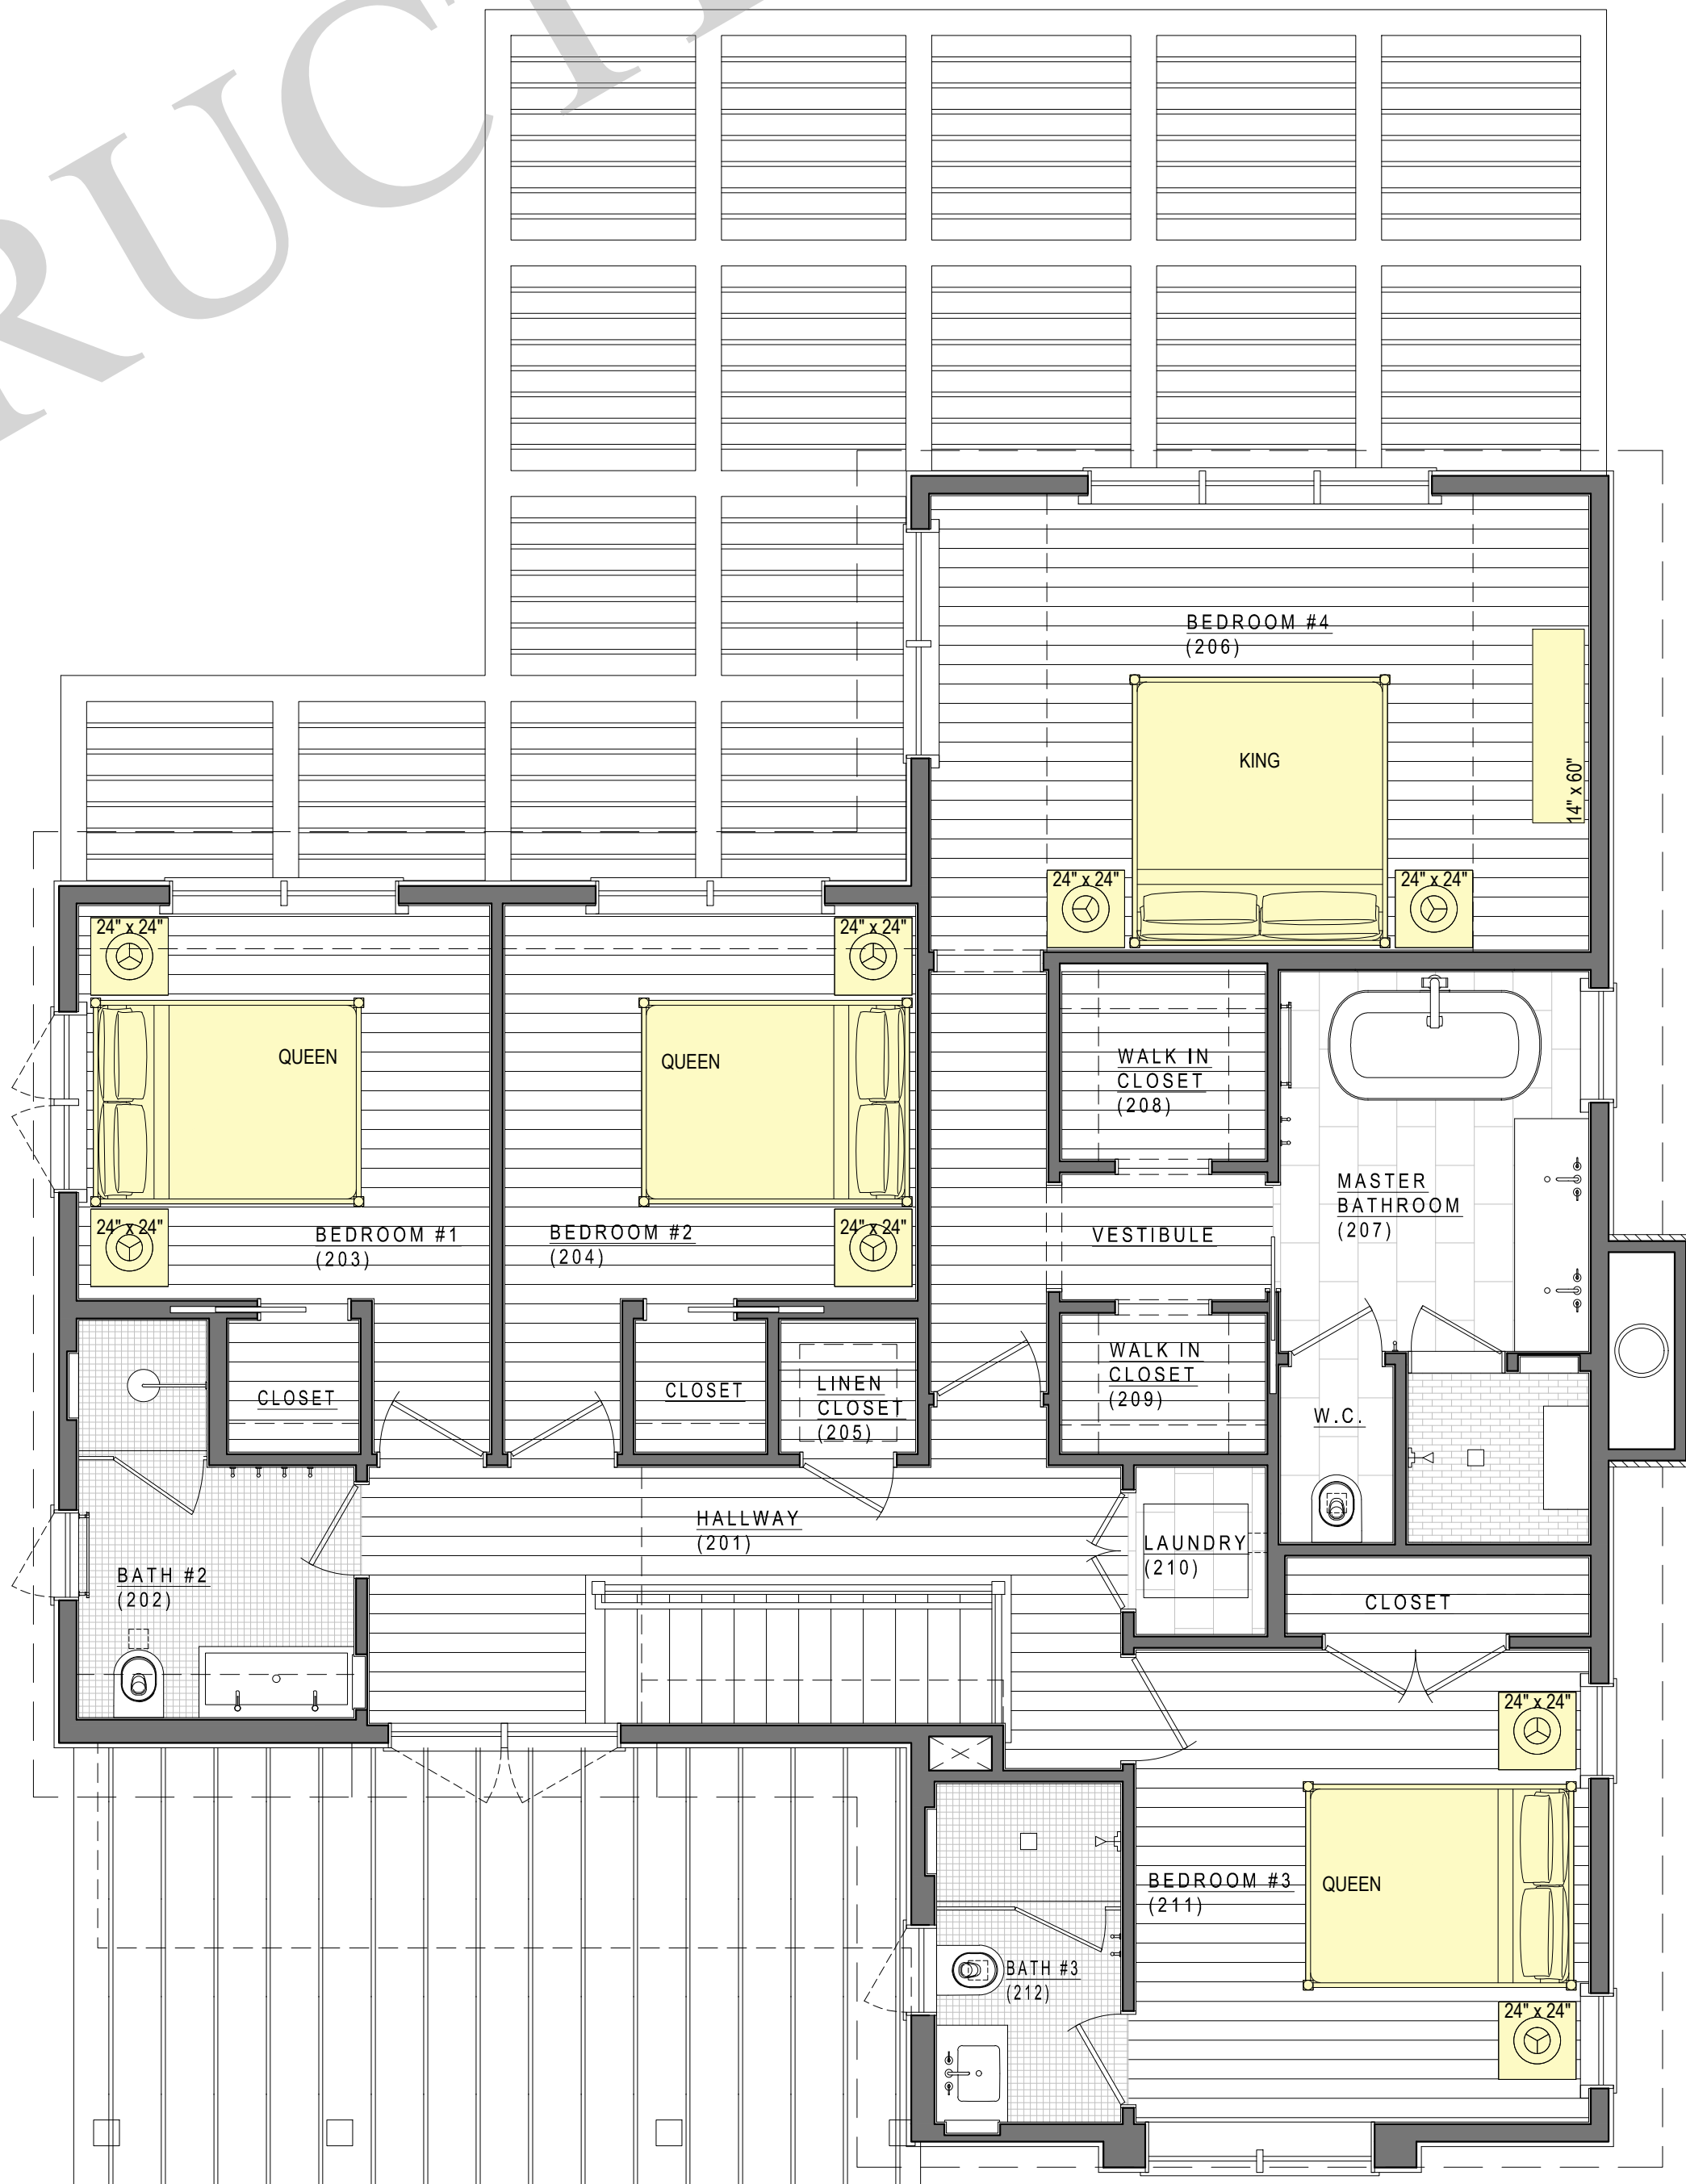 RUCTI
BEDROOM #4
(206)
KING
14" x 60"
24" x 24"
24" x 24"
24" x 24"
24" x 24"
QUEEN
QUEEN
WALK IN
CLOSET
(208)
MASTER
BATHROOM
(207)
24" x 24"
BEDROOM #1
(203)
BEDROOM #2
(204)
24" x 24"
VESTIBULE
CLOSET
CLOSET
LINEN
CLOSET
(205)
WALK IN
CLOSET
(209)
W.C.
HALLWAY
(201)
LAUNDRY
(210)
BATH #2
(202)
CLOSET
24" x 24"
BEDROOM #3
(211)
QUEEN
BATH #3
(212)
24" x 24"